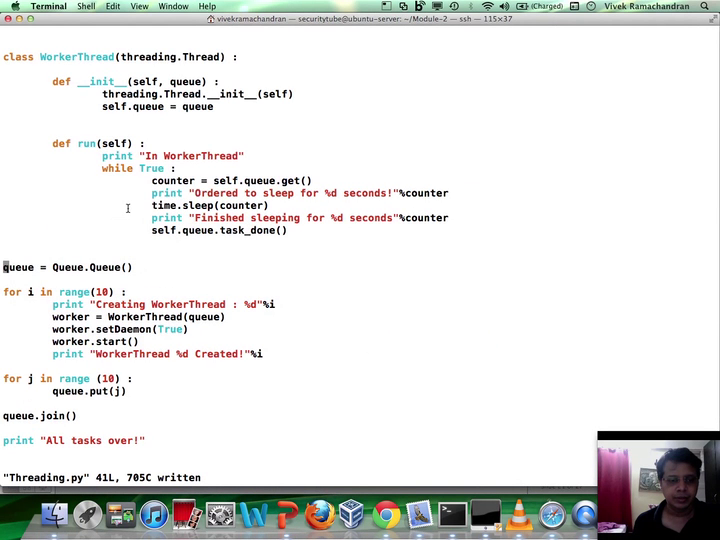 Terminal Shell Edit View Window Help (Charged) Vivek Ramachandran
vivekramachandran — securitytube@ubuntu-server: ~/Module-2 — ssh — 115×37
class WorkerThread(threading.Thread) :
def __init__(self, queue) :
threading.Thread.__init__(self)
self.queue = queue
def run(self) :
print "In WorkerThread"
while True :
counter = self.queue.get()
print "Ordered to sleep for %d seconds!"%counter
time.sleep(counter)
print "Finished sleeping for %d seconds"%counter
self.queue.task_done()
queue = Queue.Queue()
for i in range(10) :
print "Creating WorkerThread : %d"%i
worker = WorkerThread(queue)
worker.setDaemon(True)
worker.start()
print "WorkerThread %d Created!"%i
for j in range (10) :
queue.put(j)
queue.join()
print "All tasks over!"
"Threading.py" 41L, 705C written